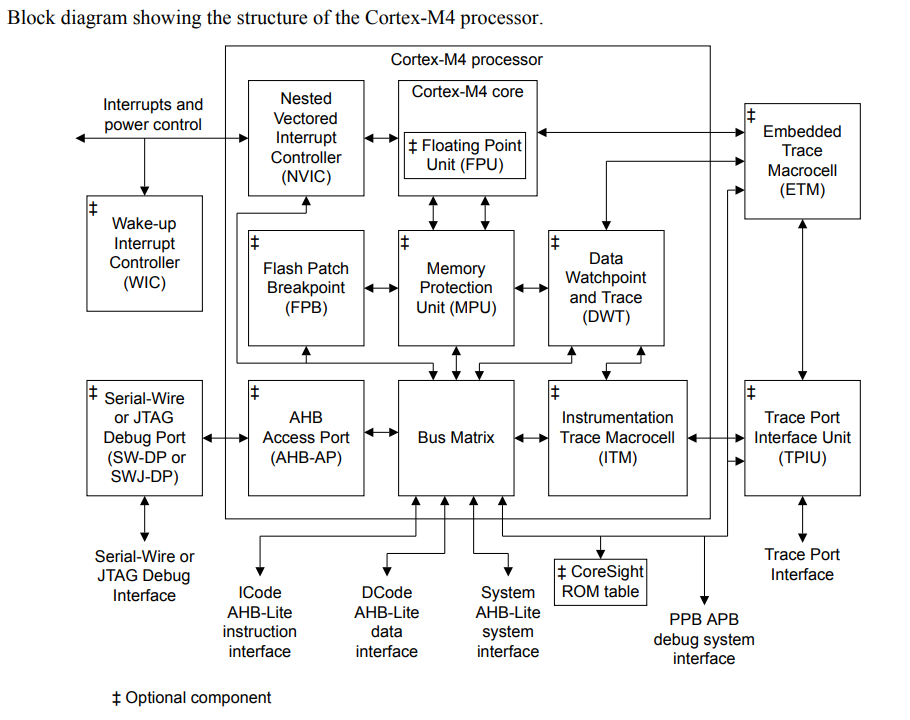 Block diagram showing the structure of the Cortex-M4 processor.
Cortex-M4 processor
Interrupts and
power control
Nested
Vectored
Interrupt
Controller
(NVIC)
Cortex-M4 core
‡ Floating Point
Unit (FPU)
‡
Embedded
Trace
Macrocell
(ETM)
‡
Wake-up
Interrupt
Controller
(WIC)
‡
Flash Patch
Breakpoint
(FPB)
‡
Memory
Protection
Unit (MPU)
‡
Data
Watchpoint
and Trace
(DWT)
‡
Serial-Wire
or JTAG
Debug Port
(SW-DP or
SWJ-DP)
‡
AHB
Access Port
(AHB-AP)
Bus Matrix
‡
Instrumentation
Trace Macrocell
(ITM)
‡
Trace Port
Interface Unit
(TPIU)
Serial-Wire or
JTAG Debug
Interface
ICode
AHB-Lite
instruction
interface
DCode
AHB-Lite
data
interface
System
AHB-Lite
system
interface
‡ CoreSight
ROM table
PPB APB
debug system
interface
Trace Port
Interface
‡ Optional component